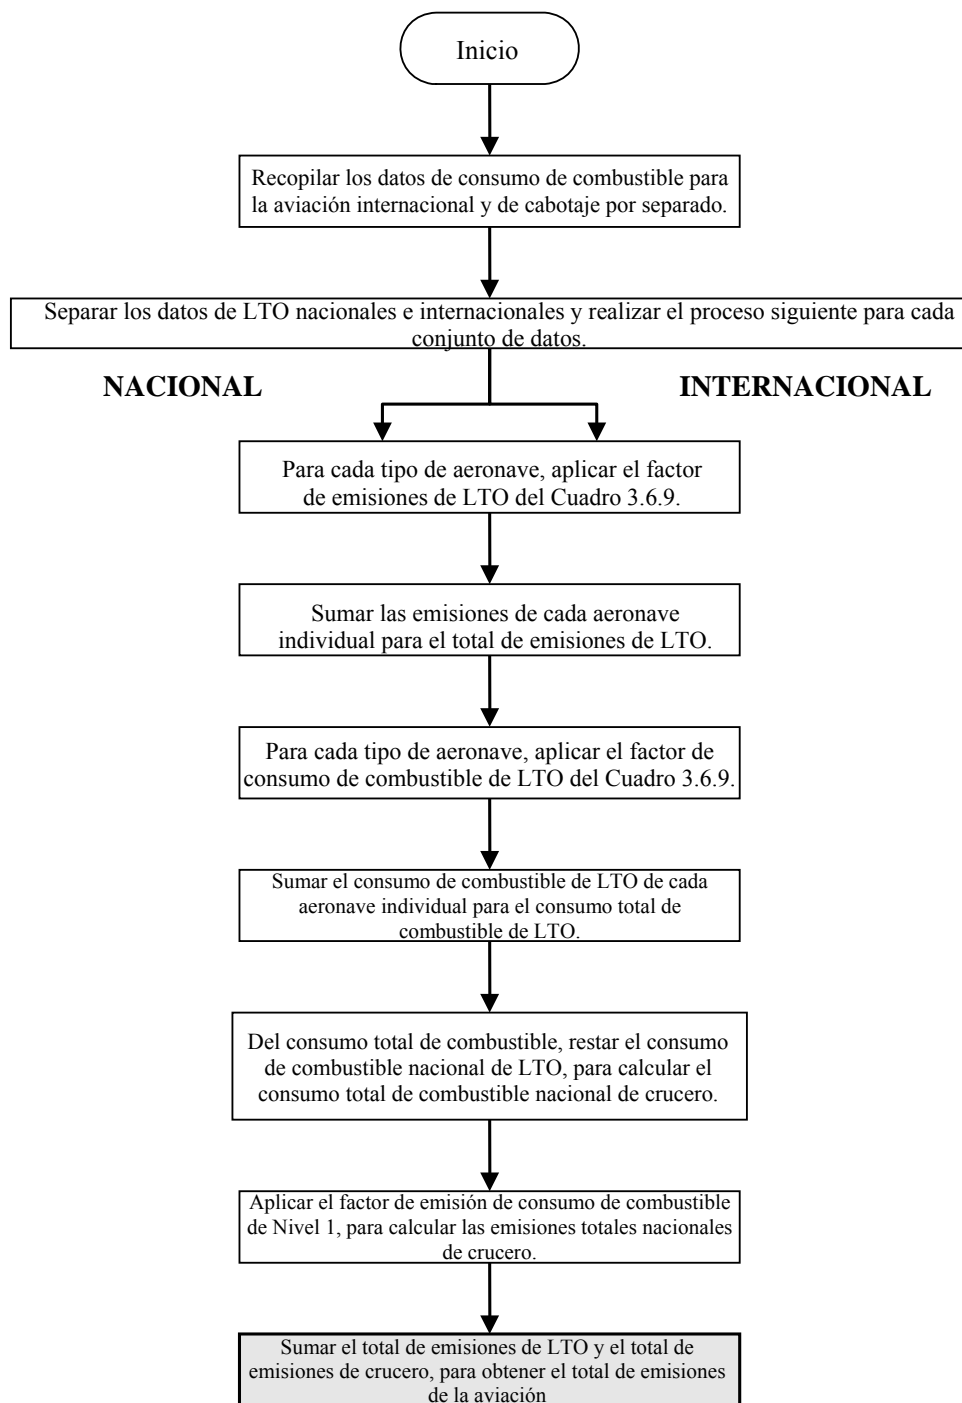 Inicio
Recopilar los datos de consumo de combustible para
la aviación internacional y de cabotaje por separado.
Separar los datos de LTO nacionales e internacionales y realizar el proceso siguiente para cada
conjunto de datos.
NACIONAL
INTERNACIONAL
Para cada tipo de aeronave, aplicar el factor
de emisiones de LTO del Cuadro 3.6.9.
Sumar las emisiones de cada aeronave
individual para el total de emisiones de LTO.
Para cada tipo de aeronave, aplicar el factor de
consumo de combustible de LTO del Cuadro 3.6.9.
Sumar el consumo de combustible de LTO de cada
aeronave individual para el consumo total de
combustible de LTO.
Del consumo total de combustible, restar el consumo
de combustible nacional de LTO, para calcular el
consumo total de combustible nacional de crucero.
Aplicar el factor de emisión de consumo de combustible
de Nivel 1, para calcular las emisiones totales nacionales
de crucero.
Sumar el total de emisiones de LTO y el total de
emisiones de crucero, para obtener el total de emisiones
de la aviación